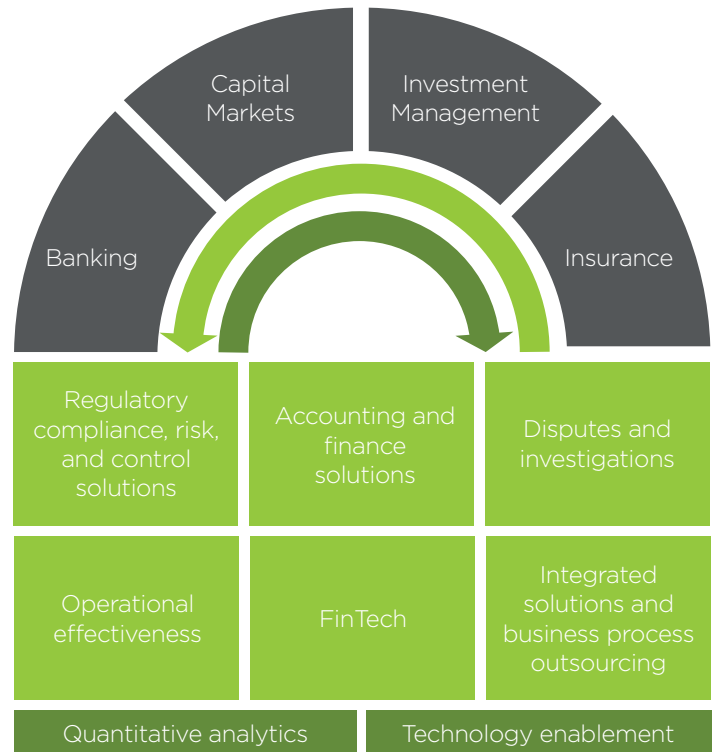 Capital
Markets
Investment
Management
Banking
Insurance
Regulatory
compliance, risk,
and control
solutions
Accounting and
finance
solutions
Disputes and
investigations
Operational
effectiveness
FinTech
Integrated
solutions and
business process
outsourcing
Quantitative analytics
Technology enablement